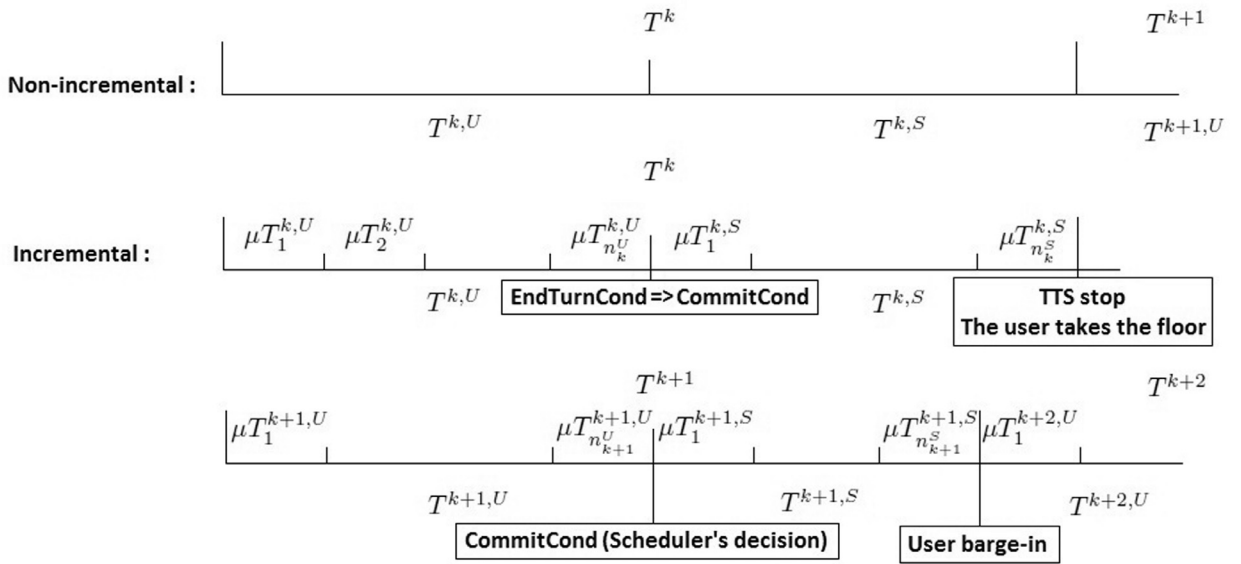 T^k T^{k+1}
Non-incremental :
T^{k,U} T^{k,S} T^{k+1,U}
T^k
μT_1^{k,U} μT_2^{k,U} μT_{n_k^U}^{k,U} μT_1^{k,S} μT_{n_k^S}^{k,S}
Incremental :
T^{k,U} EndTurnCond => CommitCond T^{k,S} TTS stop
The user takes the floor
T^{k+1} T^{k+2}
μT_1^{k+1,U} μT_{n_{k+1}^U}^{k+1,U} μT_1^{k+1,S} μT_{n_{k+1}^S}^{k+1,S} μT_1^{k+2,U}
T^{k+1,U} T^{k+1,S} T^{k+2,U}
CommitCond (Scheduler's decision) User barge-in